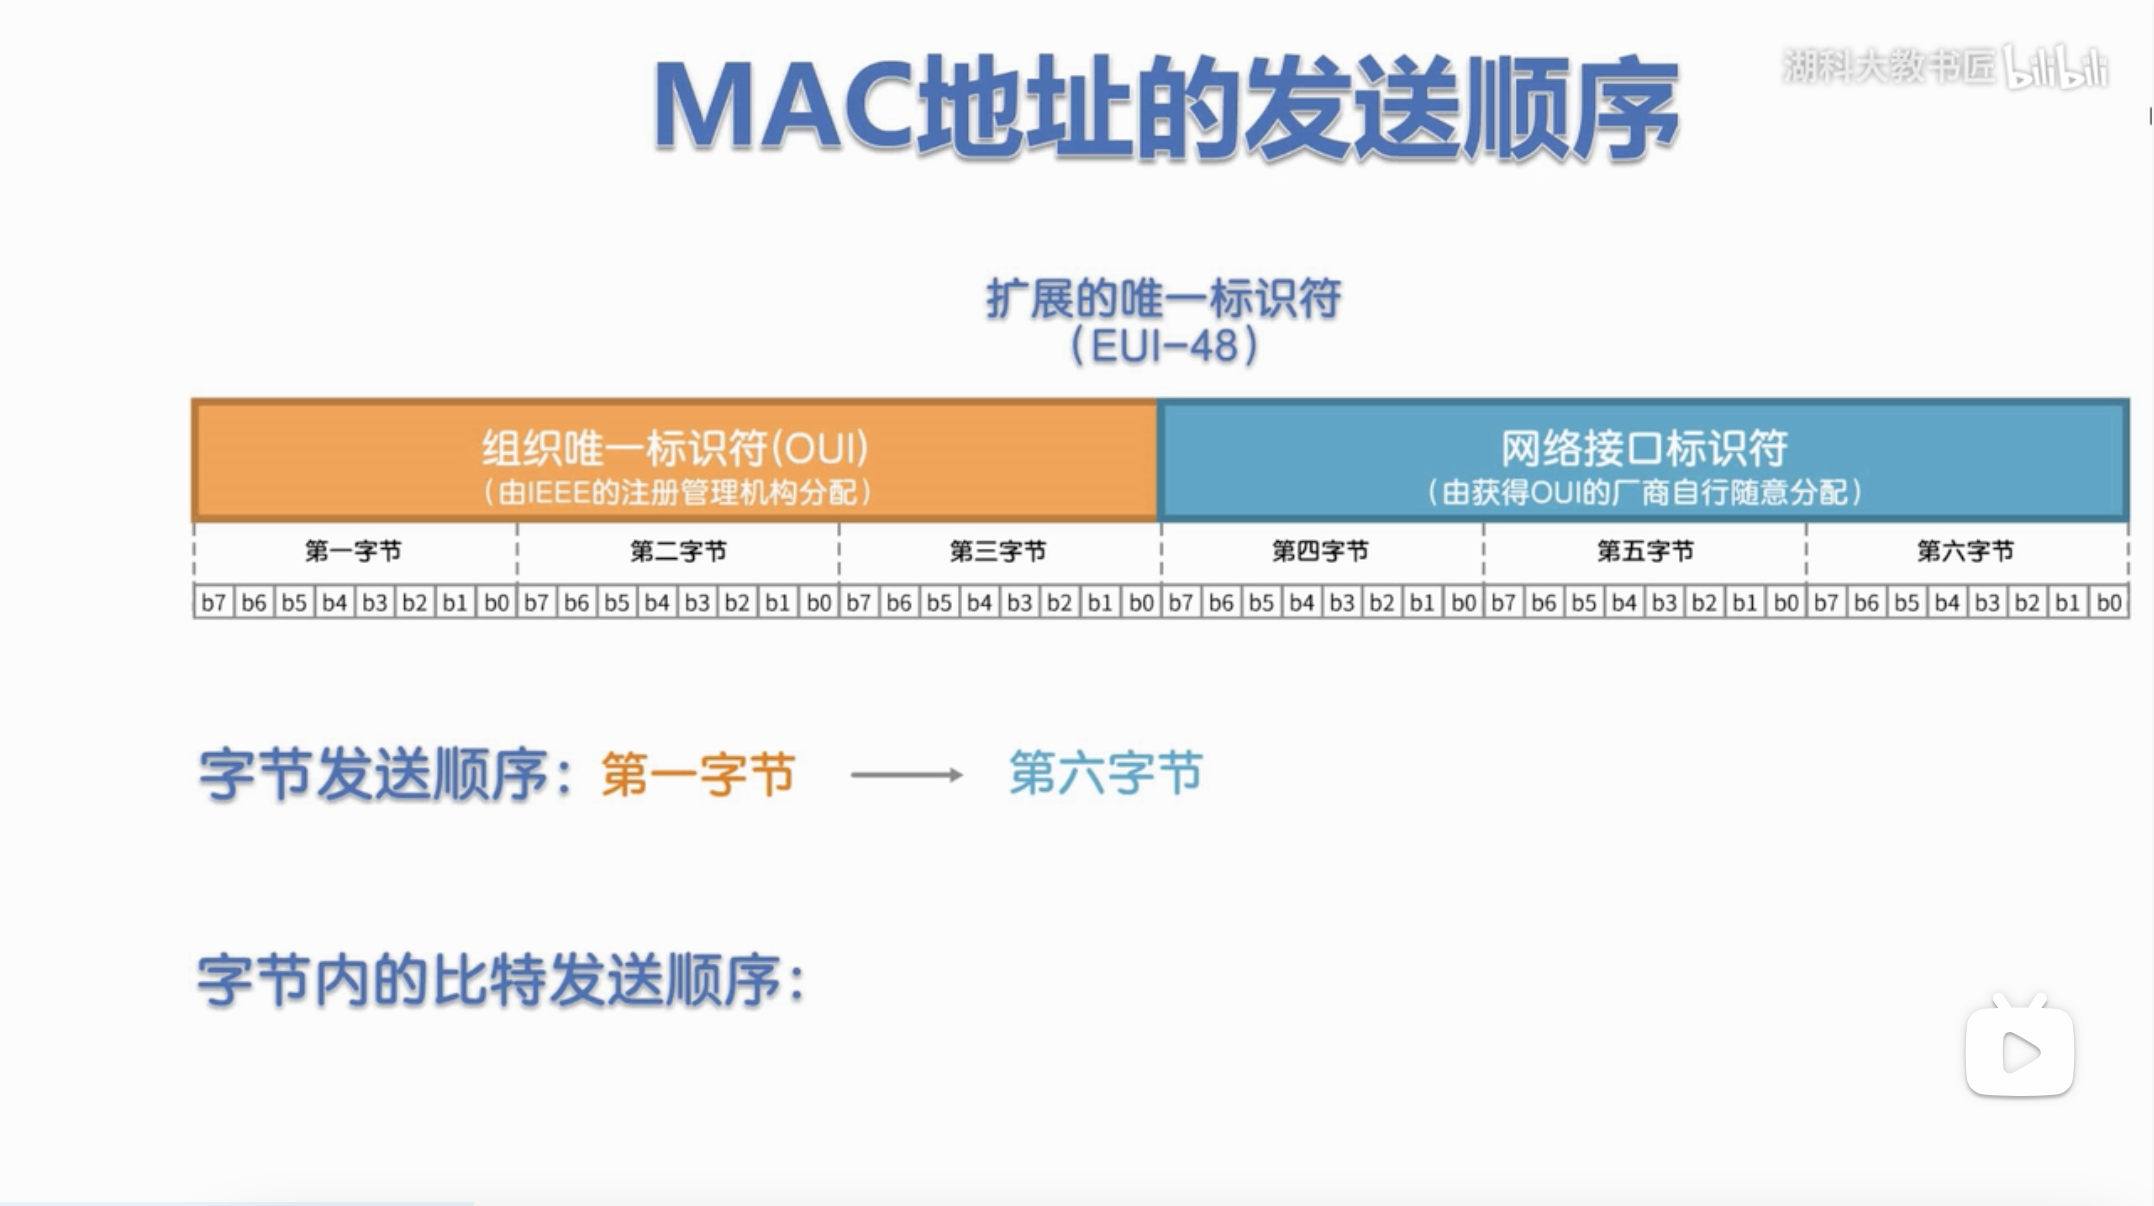 MAC地址的发送顺序
湖科大教书匠 bilibili
扩展的唯一标识符
（EUI-48）
组织唯一标识符(OUI)
（由IEEE的注册管理机构分配）
网络接口标识符
（由获得OUI的厂商自行随意分配）
第一字节 第二字节 第三字节 第四字节 第五字节 第六字节
b7 b6 b5 b4 b3 b2 b1 b0 b7 b6 b5 b4 b3 b2 b1 b0 b7 b6 b5 b4 b3 b2 b1 b0 b7 b6 b5 b4 b3 b2 b1 b0 b7 b6 b5 b4 b3 b2 b1 b0 b7 b6 b5 b4 b3 b2 b1 b0
字节发送顺序：第一字节 → 第六字节
字节内的比特发送顺序：